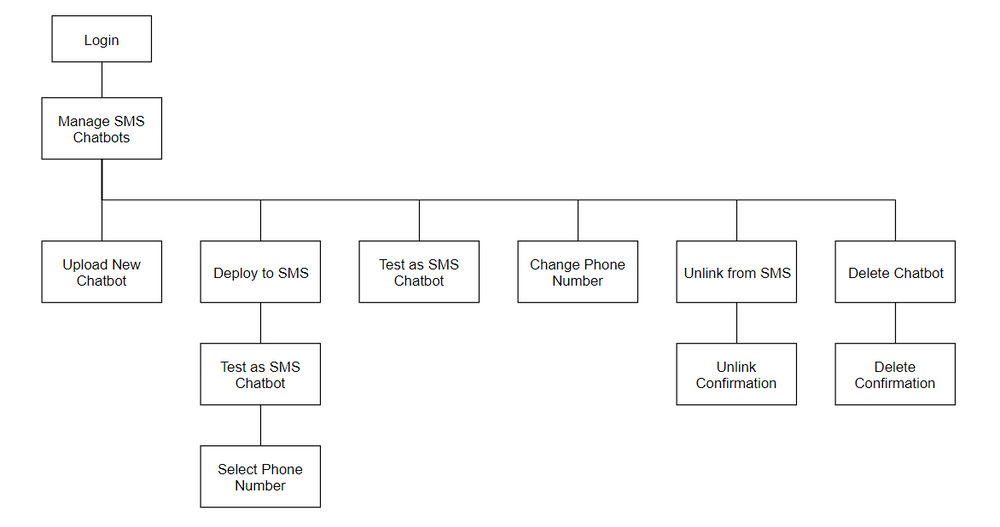 Login
Manage SMS
Chatbots
Upload New
Chatbot
Deploy to SMS
Test as SMS
Chatbot
Change Phone
Number
Unlink from SMS
Delete Chatbot
Test as SMS
Chatbot
Unlink
Confirmation
Delete
Confirmation
Select Phone
Number